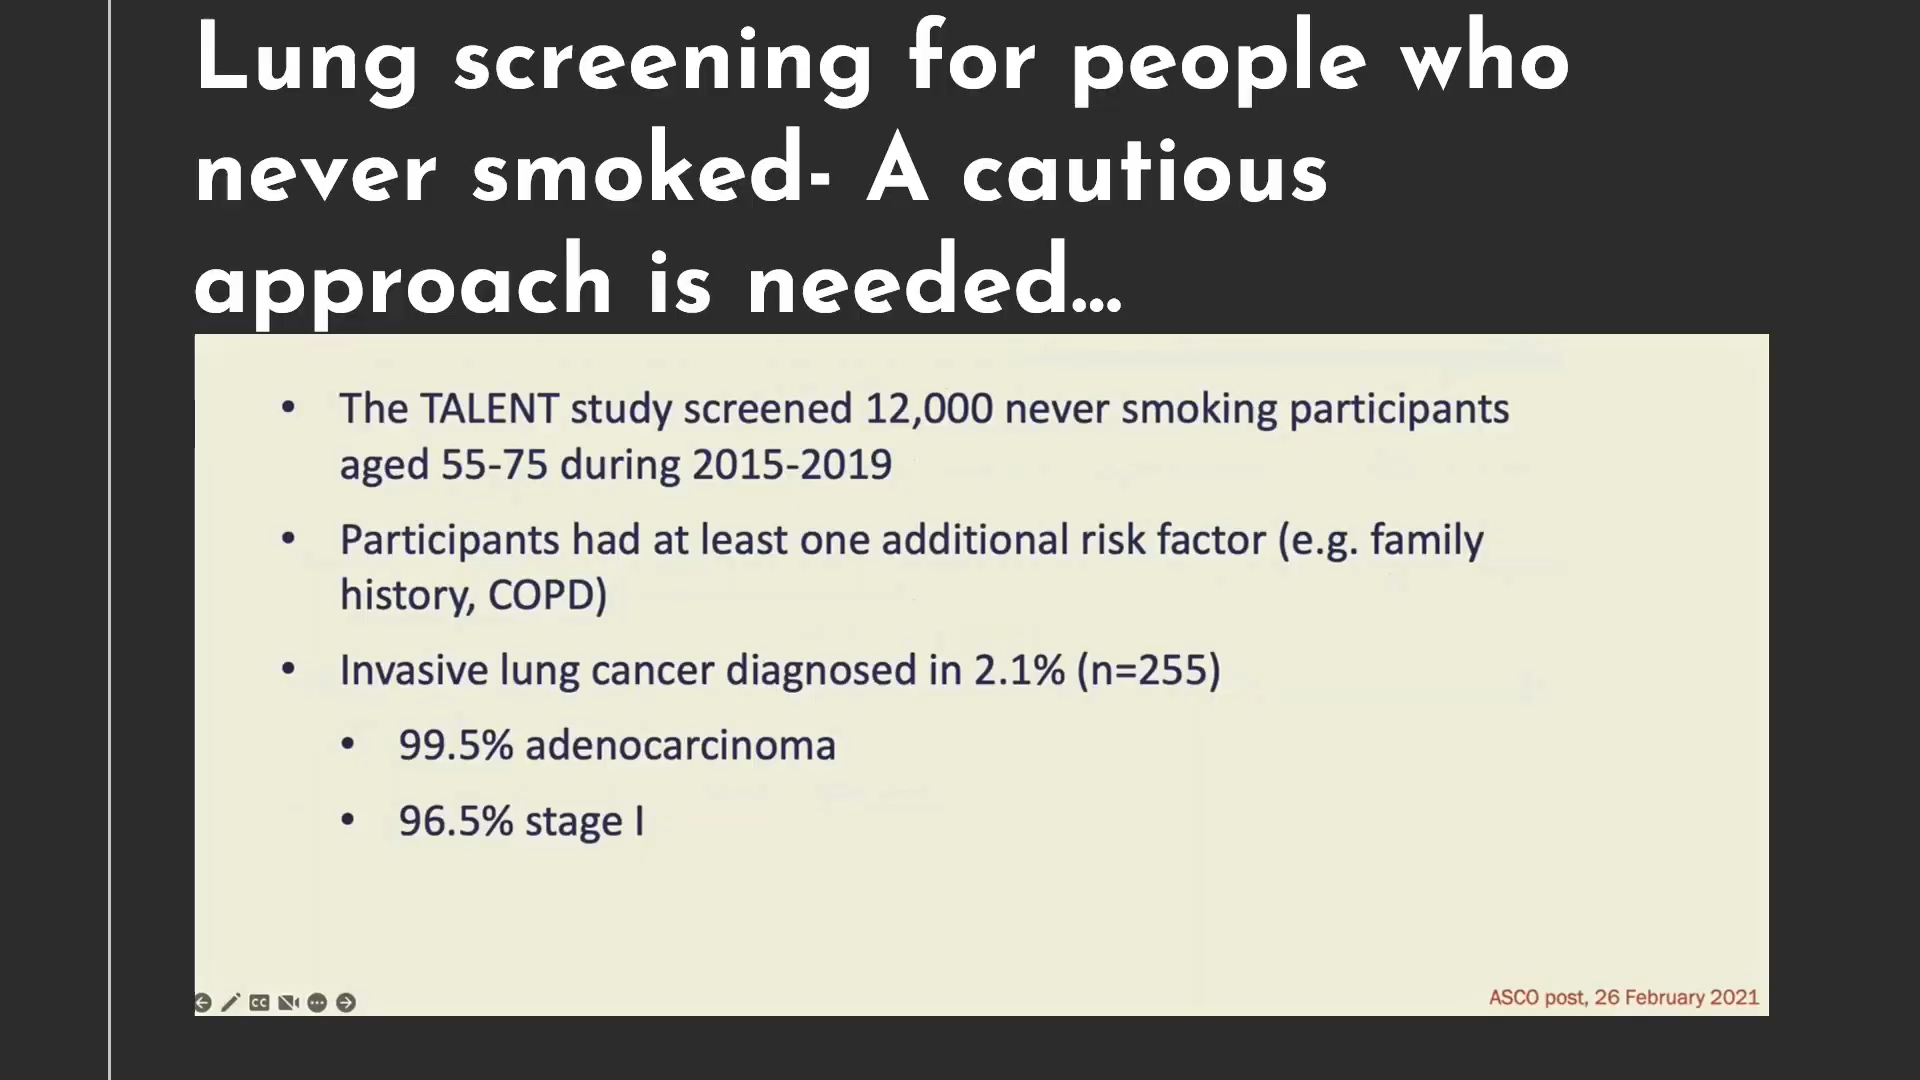 Lung screening for people who
never smoked- A cautious
approach is needed...
• The TALENT study screened 12,000 never smoking participants
aged 55-75 during 2015-2019
• Participants had at least one additional risk factor (e.g. family
history, COPD)
• Invasive lung cancer diagnosed in 2.1% (n=255)
• 99.5% adenocarcinoma
• 96.5% stage I
CC
ASCO post, 26 February 2021